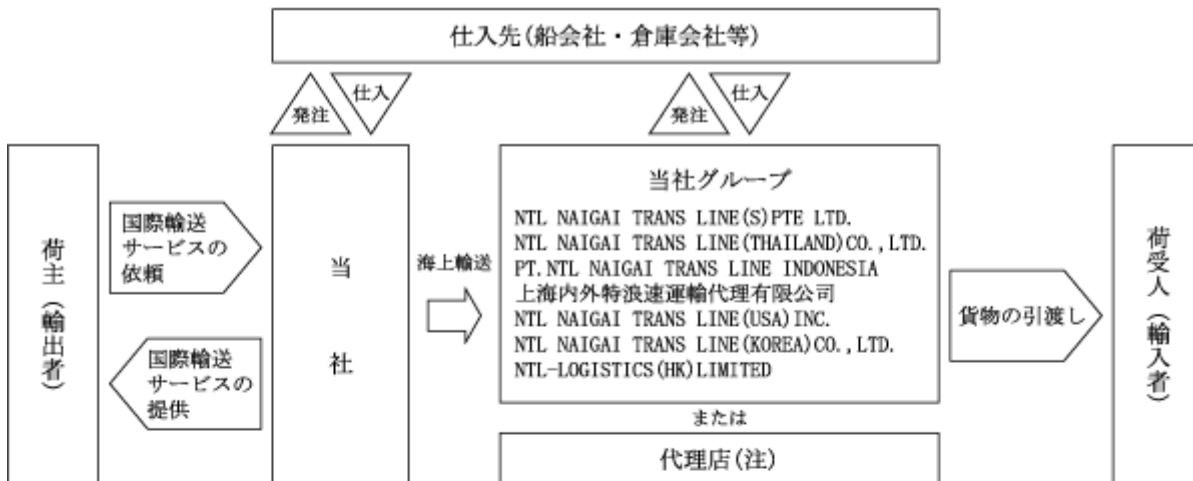 仕入先(船会社・倉庫会社等)
発注
仕入
発注
仕入
荷主(輸出者)
国際輸送
サービスの
依頼
国際輸送
サービスの
提供
当社
海上輸送
当社グループ
NTL NAIGAI TRANS LINE(S)PTE LTD.
NTL NAIGAI TRANS LINE(THAILAND)CO.,LTD.
PT.NTL NAIGAI TRANS LINE INDONESIA
上海内外特浪速運輸代理有限公司
NTL NAIGAI TRANS LINE(USA)INC.
NTL NAIGAI TRANS LINE(KOREA)CO.,LTD.
NTL-LOGISTICS(HK)LIMITED
または
代理店(注)
貨物の引渡し
荷受人(輸入者)